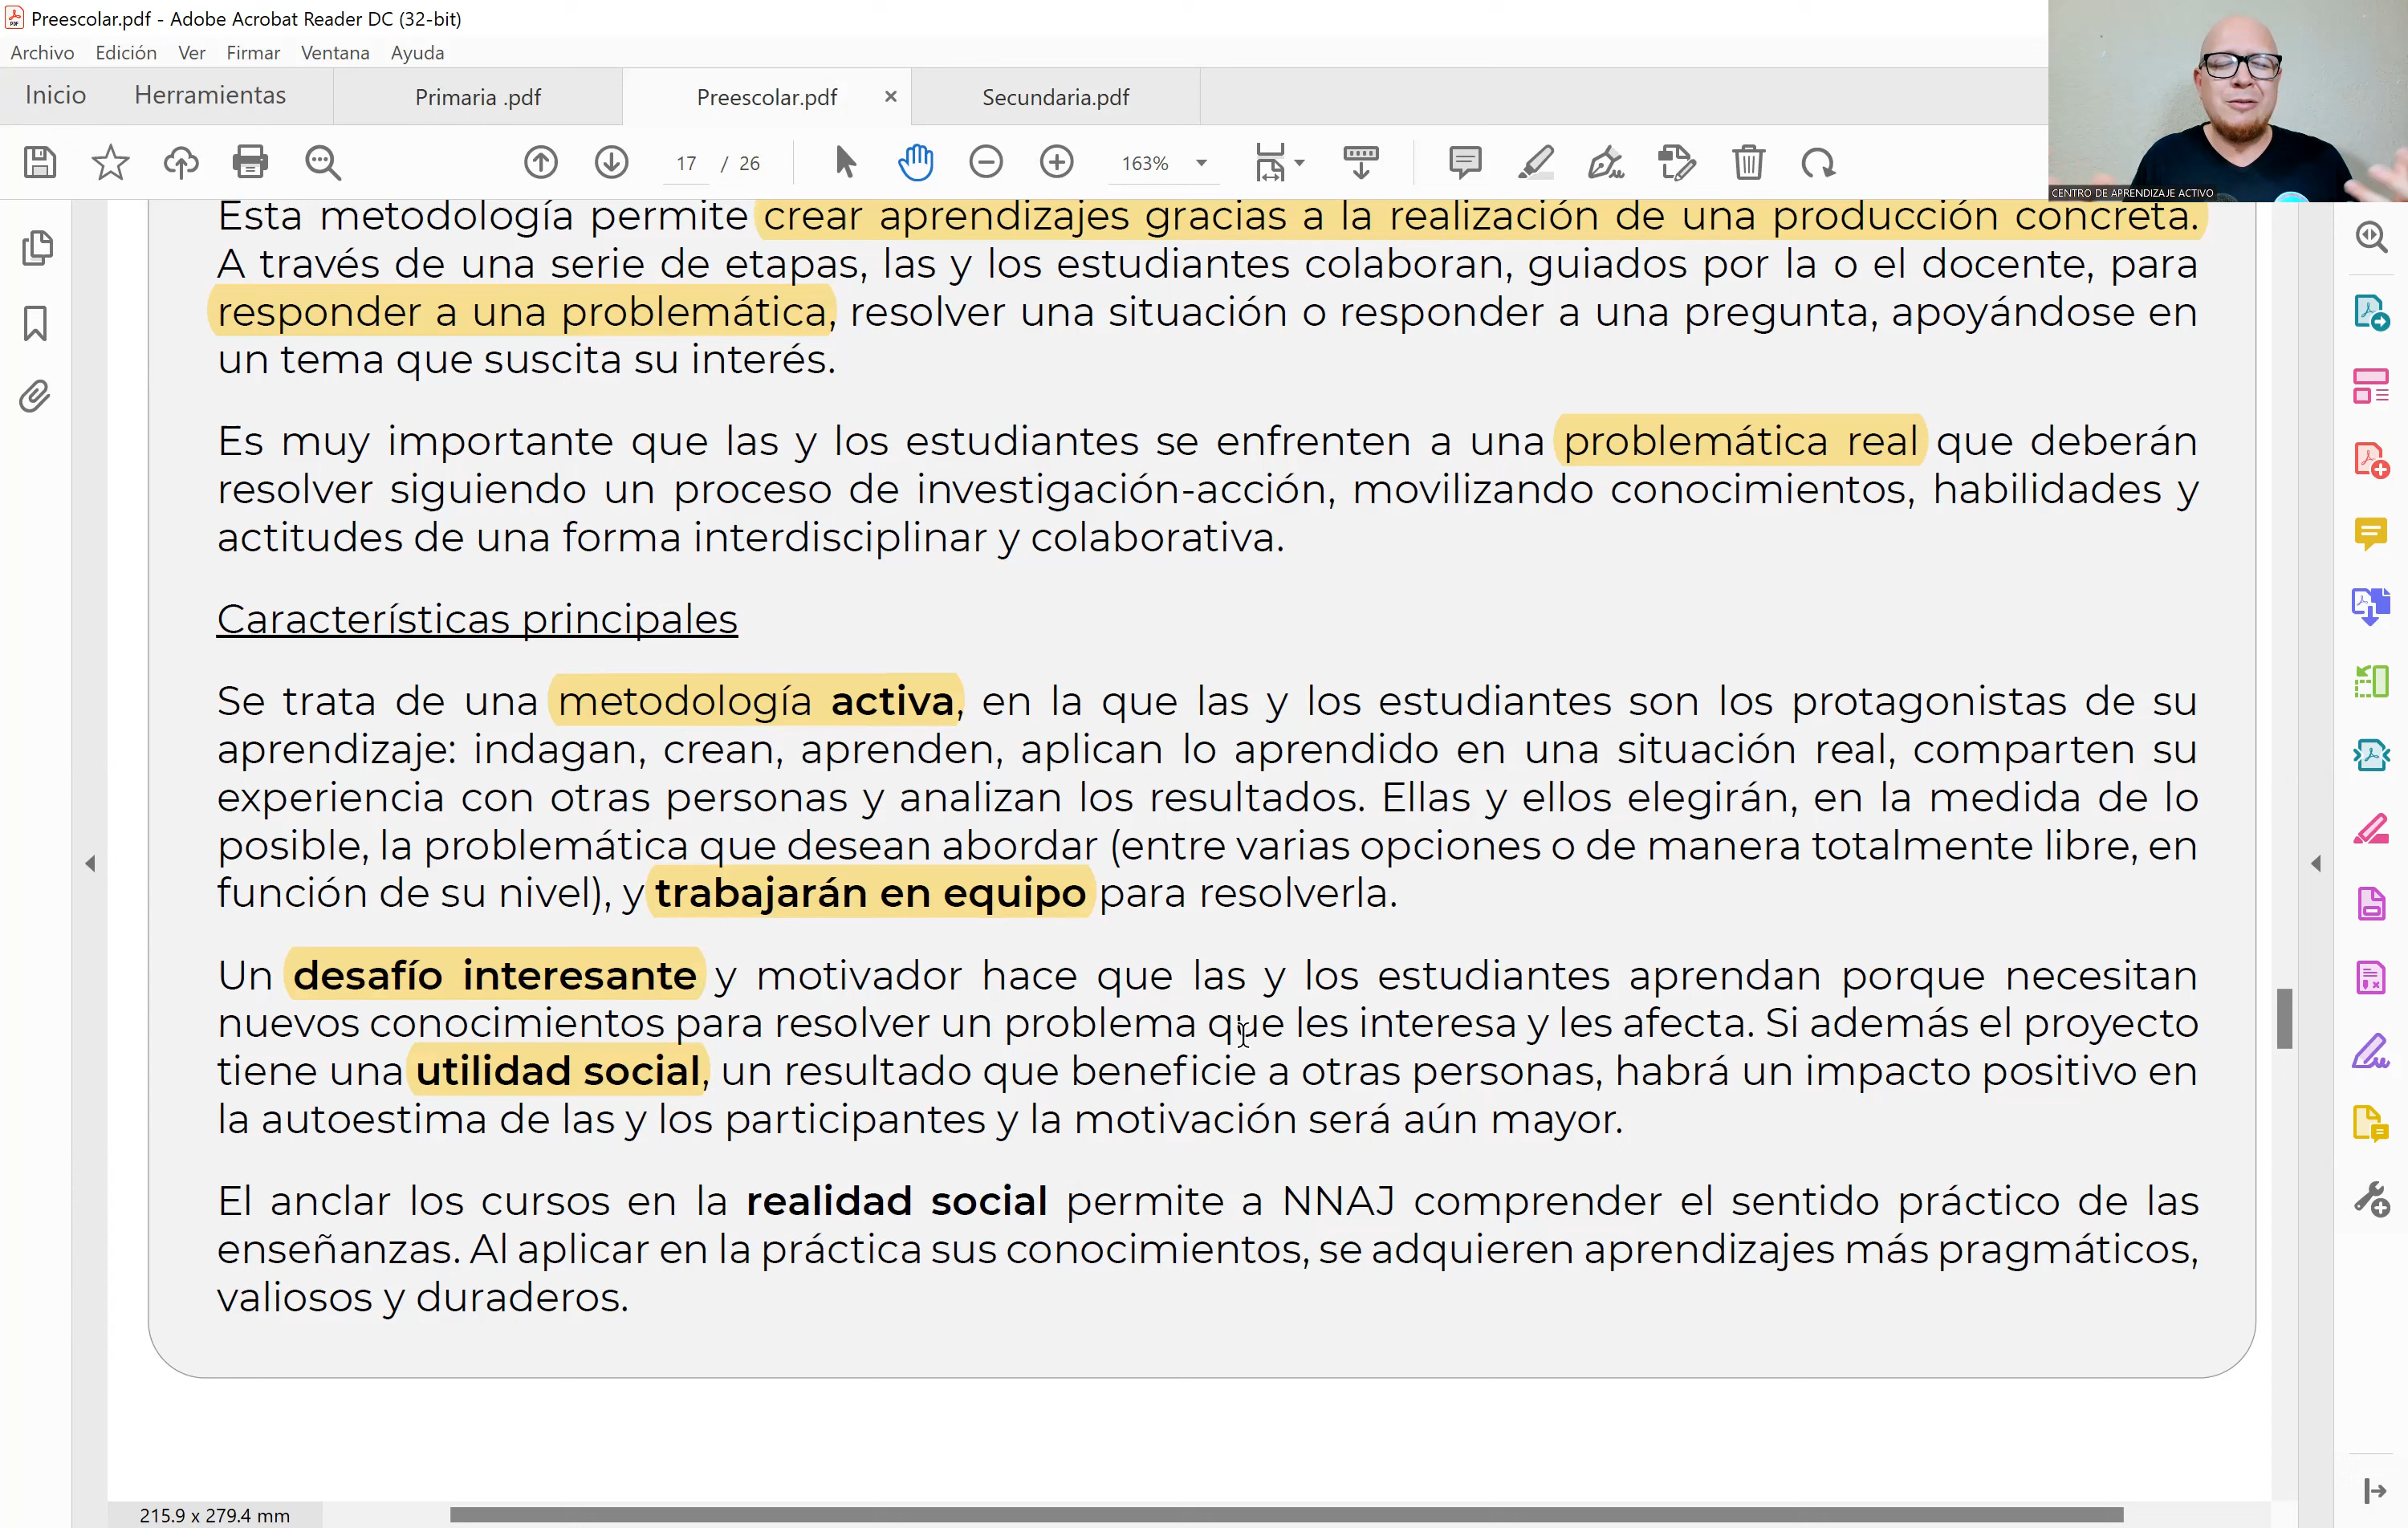 Preescolar.pdf - Adobe Acrobat Reader DC (32-bit)
Archivo Edición Ver Firmar Ventana Ayuda
Inicio Herramientas Primaria .pdf Preescolar.pdf × Secundaria.pdf
17 / 26 163%
CENTRO DE APRENDIZAJE ACTIVO
Esta metodología permite crear aprendizajes gracias a la realización de una producción concreta.
A través de una serie de etapas, las y los estudiantes colaboran, guiados por la o el docente, para
responder a una problemática, resolver una situación o responder a una pregunta, apoyándose en
un tema que suscita su interés.
Es muy importante que las y los estudiantes se enfrenten a una problemática real que deberán
resolver siguiendo un proceso de investigación-acción, movilizando conocimientos, habilidades y
actitudes de una forma interdisciplinar y colaborativa.
Características principales
Se trata de una metodología activa, en la que las y los estudiantes son los protagonistas de su
aprendizaje: indagan, crean, aprenden, aplican lo aprendido en una situación real, comparten su
experiencia con otras personas y analizan los resultados. Ellas y ellos elegirán, en la medida de lo
posible, la problemática que desean abordar (entre varias opciones o de manera totalmente libre, en
función de su nivel), y trabajarán en equipo para resolverla.
Un desafío interesante y motivador hace que las y los estudiantes aprendan porque necesitan
nuevos conocimientos para resolver un problema que les interesa y les afecta. Si además el proyecto
tiene una utilidad social, un resultado que beneficie a otras personas, habrá un impacto positivo en
la autoestima de las y los participantes y la motivación será aún mayor.
El anclar los cursos en la realidad social permite a NNAJ comprender el sentido práctico de las
enseñanzas. Al aplicar en la práctica sus conocimientos, se adquieren aprendizajes más pragmáticos,
valiosos y duraderos.
215.9 x 279.4 mm